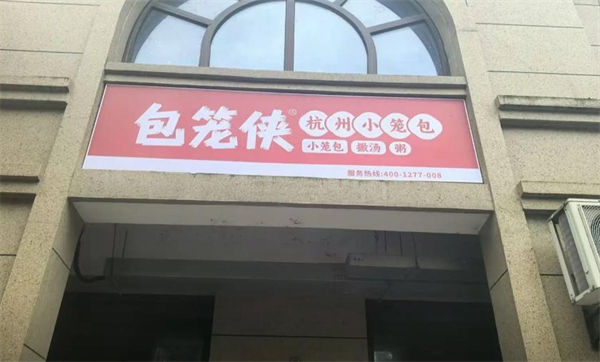 包笼侠 杭州小笼包
小笼包 撒汤 粥
服务热线:400-1277-008